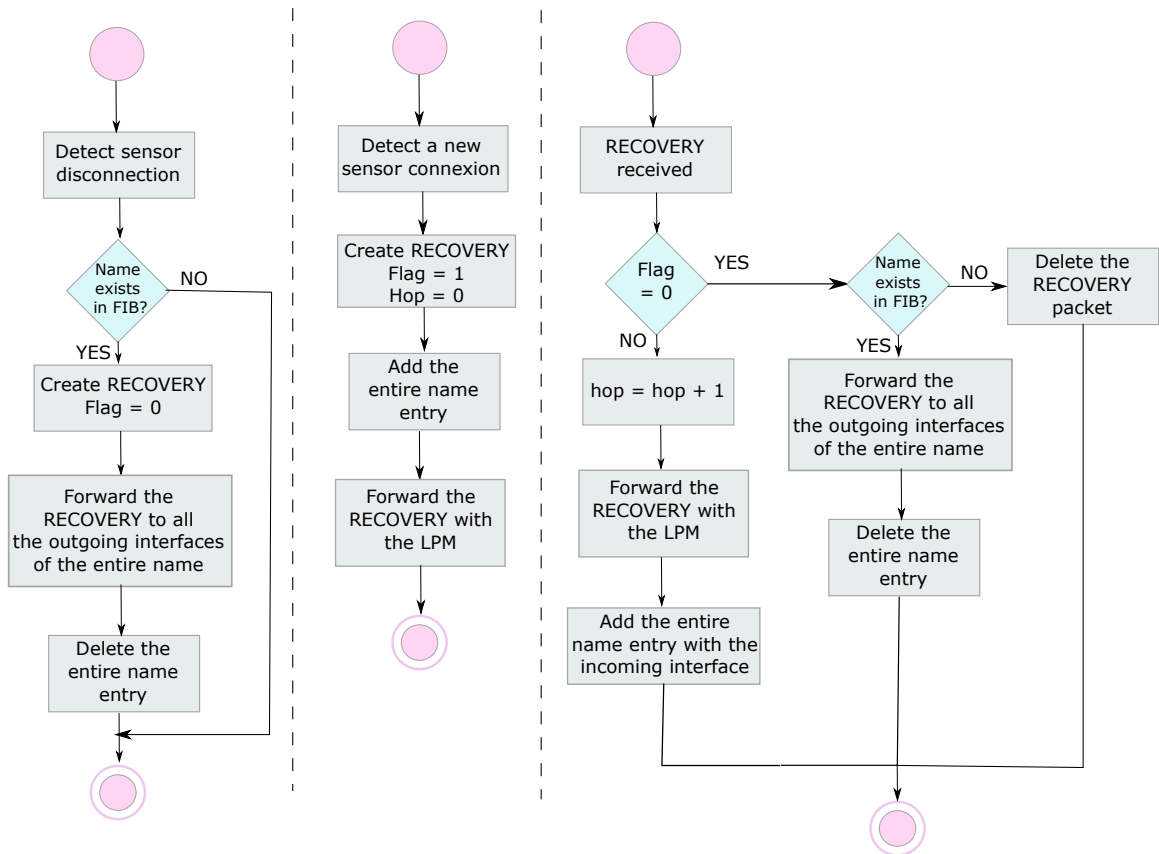 Detect sensor
disconnection
Name
exists
in FIB?
NO
YES
Create RECOVERY
Flag = 0
Forward the
RECOVERY to all
the outgoing interfaces
of the entire name
Delete the
entire name
entry
Detect a new
sensor connexion
Create RECOVERY
Flag = 1
Hop = 0
Add the
entire name
entry
Forward the
RECOVERY with
the LPM
RECOVERY
received
Flag
= 0
YES
NO
hop = hop + 1
Forward the
RECOVERY with
the LPM
Add the entire
name entry with the
incoming interface
Name
exists
in FIB?
NO
YES
Delete the
RECOVERY
packet
Forward the
RECOVERY to all
the outgoing interfaces
of the entire name
Delete the
entire name
entry